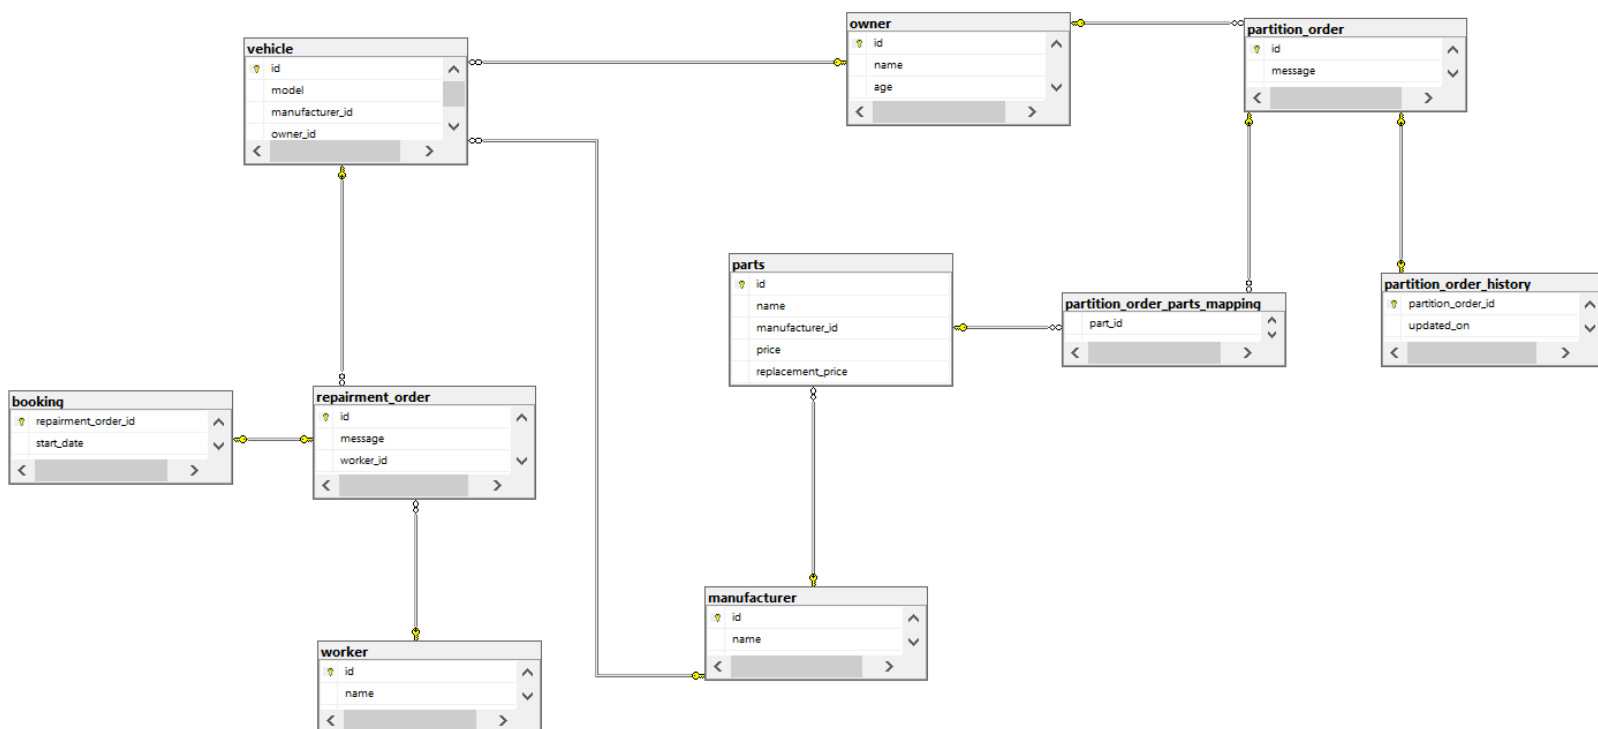 owner
id
name
age
partition_order
id
message
vehicle
id
model
manufacturer_id
owner_id
parts
id
name
manufacturer_id
price
replacement_price
partition_order_parts_mapping
part_id
partition_order_history
partition_order_id
updated_on
booking
repairment_order_id
start_date
repairment_order
id
message
worker_id
manufacturer
id
name
worker
id
name